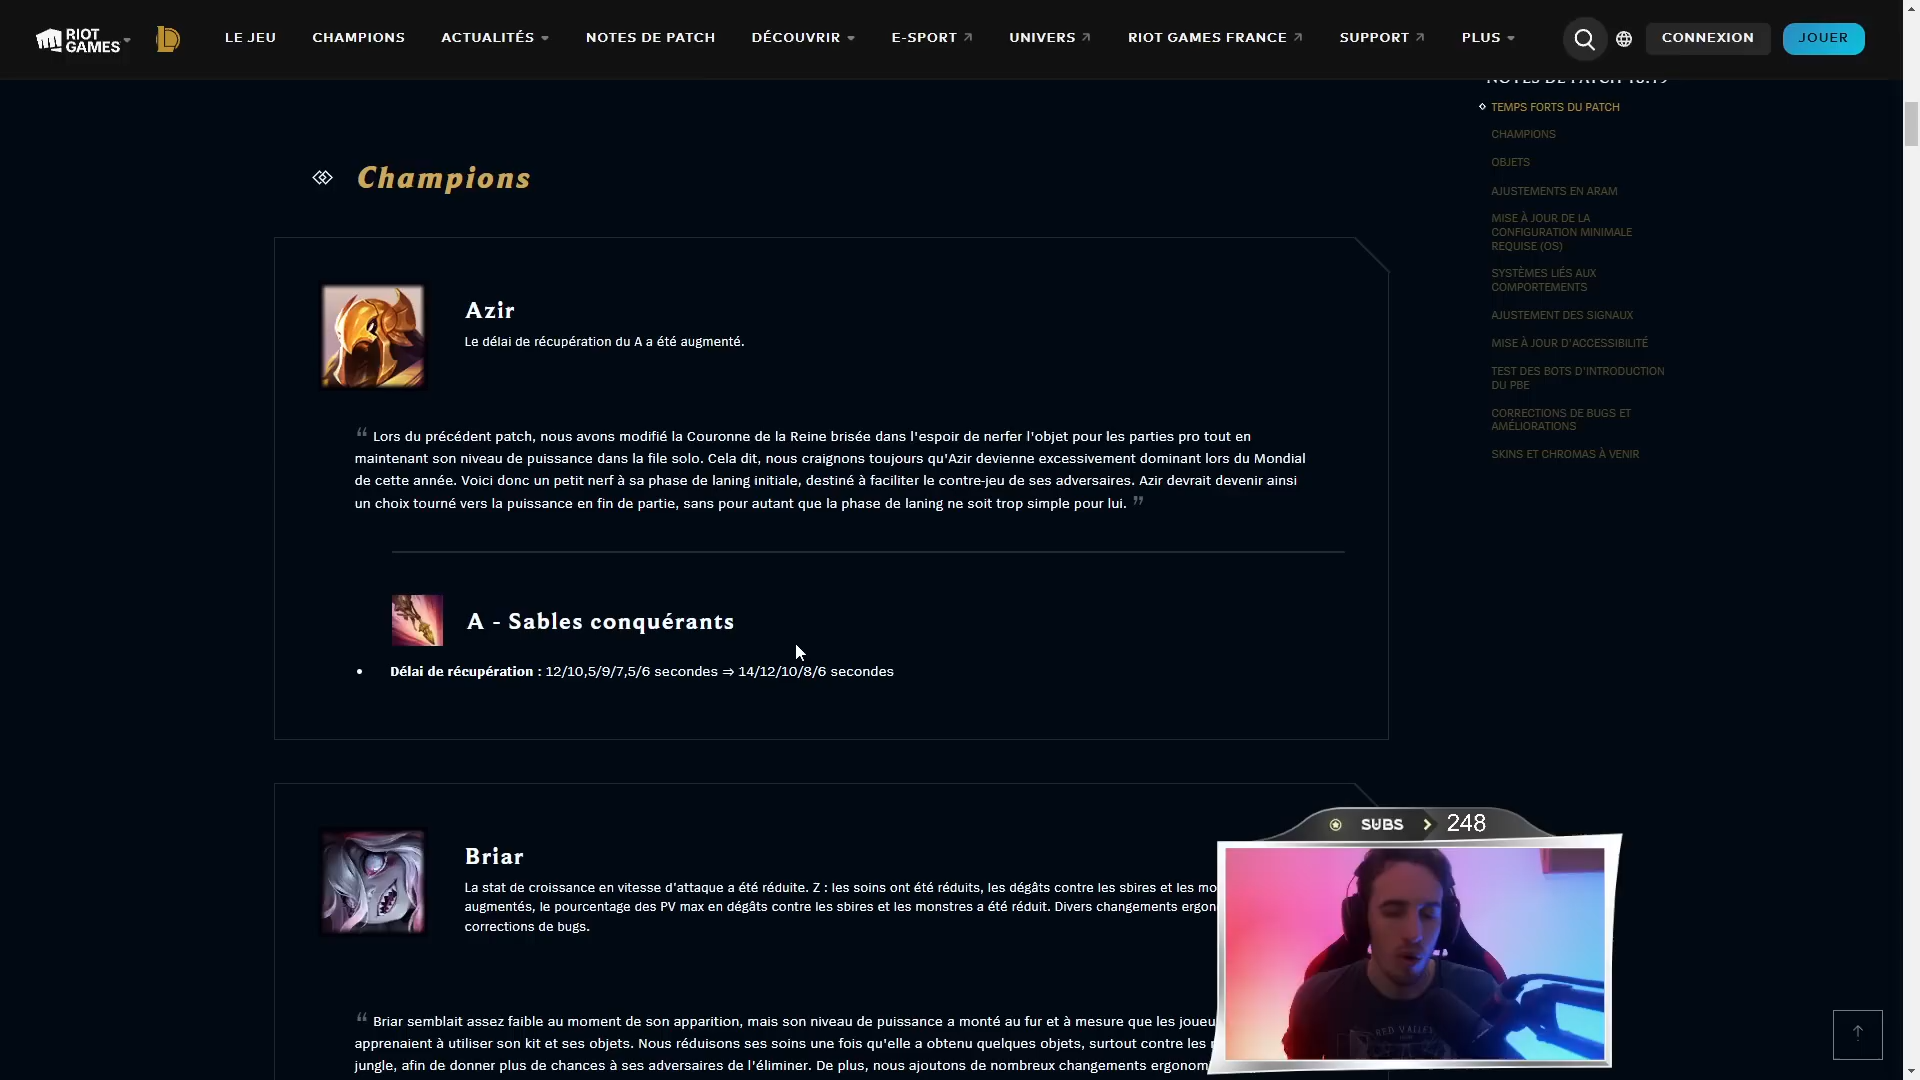 RIOT GAMES
LE JEU
CHAMPIONS
ACTUALITÉS
NOTES DE PATCH
DÉCOUVRIR
E-SPORT
UNIVERS
RIOT GAMES FRANCE
SUPPORT
PLUS
CONNEXION
JOUER
NOTES DE PATCH 13.19
TEMPS FORTS DU PATCH
CHAMPIONS
OBJETS
AJUSTEMENTS EN ARAM
MISE À JOUR DE LA
CONFIGURATION MINIMALE
REQUISE (OS)
SYSTÈMES LIÉS AUX
COMPORTEMENTS
AJUSTEMENT DES SIGNAUX
MISE À JOUR D'ACCESSIBILITÉ
TEST DES BOTS D'INTRODUCTION
DU PBE
CORRECTIONS DE BUGS ET
AMÉLIORATIONS
SKINS ET CHROMAS À VENIR
Champions
Azir
Le délai de récupération du A a été augmenté.
“ Lors du précédent patch, nous avons modifié la Couronne de la Reine brisée dans l'espoir de nerfer l'objet pour les parties pro tout en
maintenant son niveau de puissance dans la file solo. Cela dit, nous craignons toujours qu'Azir devienne excessivement dominant lors du Mondial
de cette année. Voici donc un petit nerf à sa phase de laning initiale, destiné à faciliter le contre-jeu de ses adversaires. Azir devrait devenir ainsi
un choix tourné vers la puissance en fin de partie, sans pour autant que la phase de laning ne soit trop simple pour lui. ”
A - Sables conquérants
• Délai de récupération : 12/10,5/9/7,5/6 secondes ⇒ 14/12/10/8/6 secondes
Briar
La stat de croissance en vitesse d'attaque a été réduite. Z : les soins ont été réduits, les dégâts contre les sbires et les mo
augmentés, le pourcentage des PV max en dégâts contre les sbires et les monstres a été réduit. Divers changements ergon
corrections de bugs.
“ Briar semblait assez faible au moment de son apparition, mais son niveau de puissance a monté au fur et à mesure que les joueu
apprenaient à utiliser son kit et ses objets. Nous réduisons ses soins une fois qu'elle a obtenu quelques objets, surtout contre les
jungle, afin de donner plus de chances à ses adversaires de l'éliminer. De plus, nous ajoutons de nombreux changements ergonom
SUBS > 248
RED VALLEY